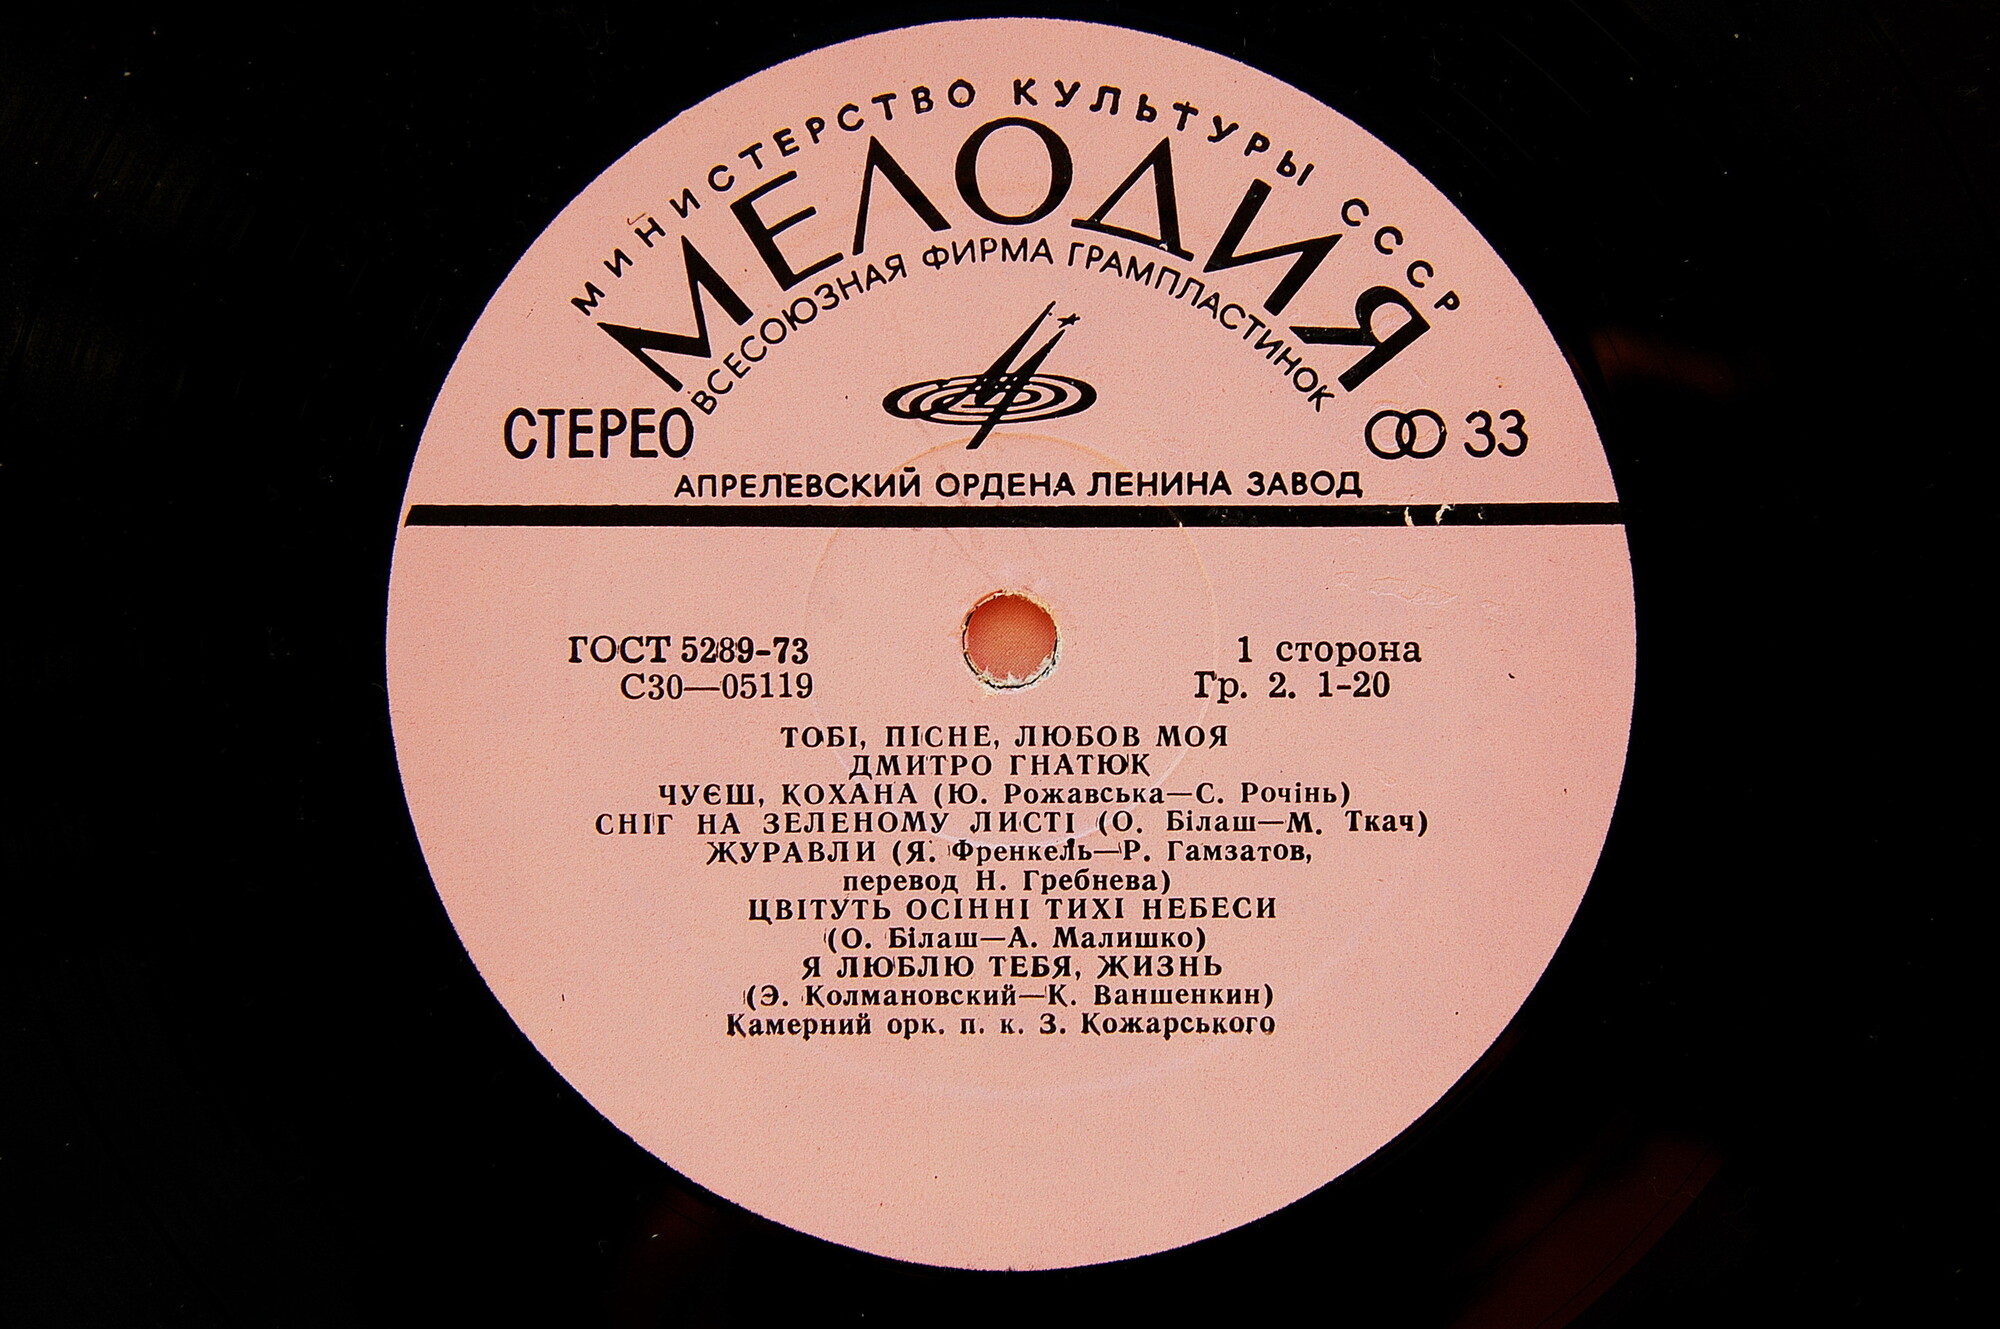 МИНИСТЕРСТВО КУЛЬТУРЫ СССР
МЕЛОДИЯ
ВСЕСОЮЗНАЯ ФИРМА ГРАМПЛАСТИНОК
СТЕРЕО
33
АПРЕЛЕВСКИЙ ОРДЕНА ЛЕНИНА ЗАВОД
ГОСТ 5289-73
1 сторона
С30—05119
Гр. 2. 1-20
ТОБІ, ПІСНЕ, ЛЮБОВ МОЯ
ДМИТРО ГНАТЮК
ЧУЄШ, КОХАНА (Ю. Рожавська—С. Рочінь)
СНІГ НА ЗЕЛЕНОМУ ЛИСТІ (О. Білаш—М. Ткач)
ЖУРАВЛИ (Я. Френкель—Р. Гамзатов,
перевод Н. Гребнева)
ЦВІТУТЬ ОСІННІ ТИХІ НЕБЕСИ
(О. Білаш—А. Малишко)
Я ЛЮБЛЮ ТЕБЯ, ЖИЗНЬ
(Э. Колмановский—К. Ваншенкин)
Камерний орк. п. к. З. Кожарського